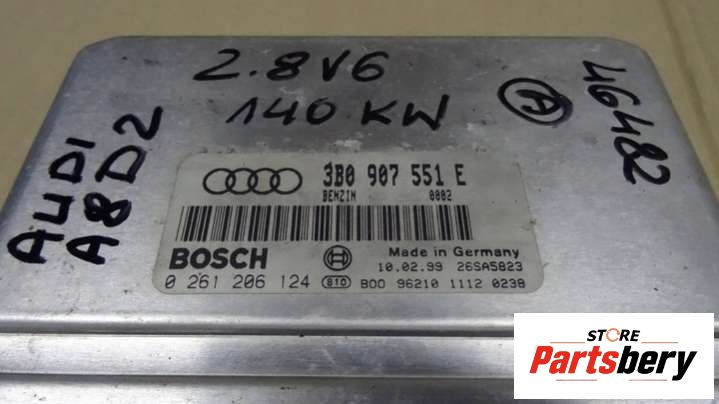 2.8V6
140 KW
A
46482
AUDI
A8D2
3B0 907 551 E
BENZIN 0002
BOSCH
Made in Germany
10.02.99 26SA5823
0 261 206 124 810 B00 96210 1112 0238
STORE
Partsbery